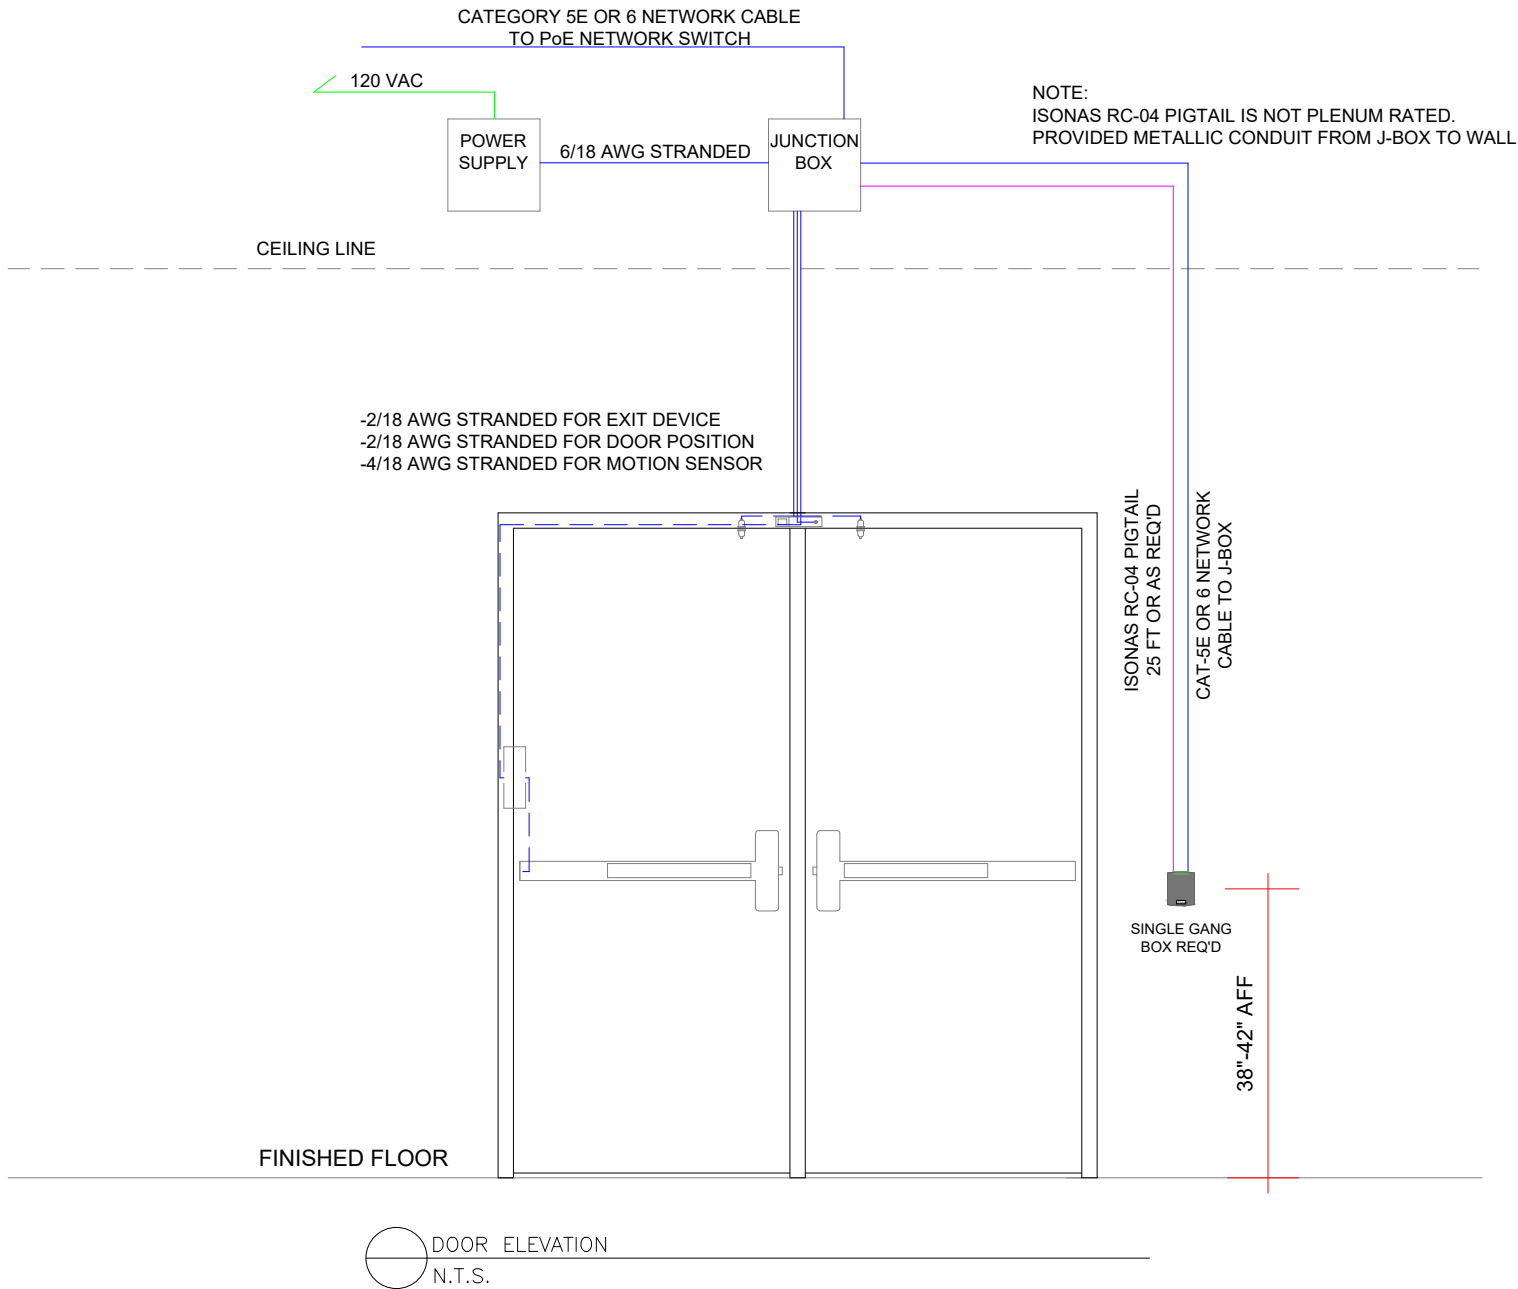 CATEGORY 5E OR 6 NETWORK CABLE
TO PoE NETWORK SWITCH
120 VAC
NOTE:
ISONAS RC-04 PIGTAIL IS NOT PLENUM RATED.
PROVIDED METALLIC CONDUIT FROM J-BOX TO WALL
POWER
SUPPLY
6/18 AWG STRANDED
JUNCTION
BOX
CEILING LINE
-2/18 AWG STRANDED FOR EXIT DEVICE
-2/18 AWG STRANDED FOR DOOR POSITION
-4/18 AWG STRANDED FOR MOTION SENSOR
ISONAS RC-04 PIGTAIL
25 FT OR AS REQ'D
CAT-5E OR 6 NETWORK
CABLE TO J-BOX
SINGLE GANG
BOX REQ'D
38"-42" AFF
FINISHED FLOOR
DOOR ELEVATION
N.T.S.